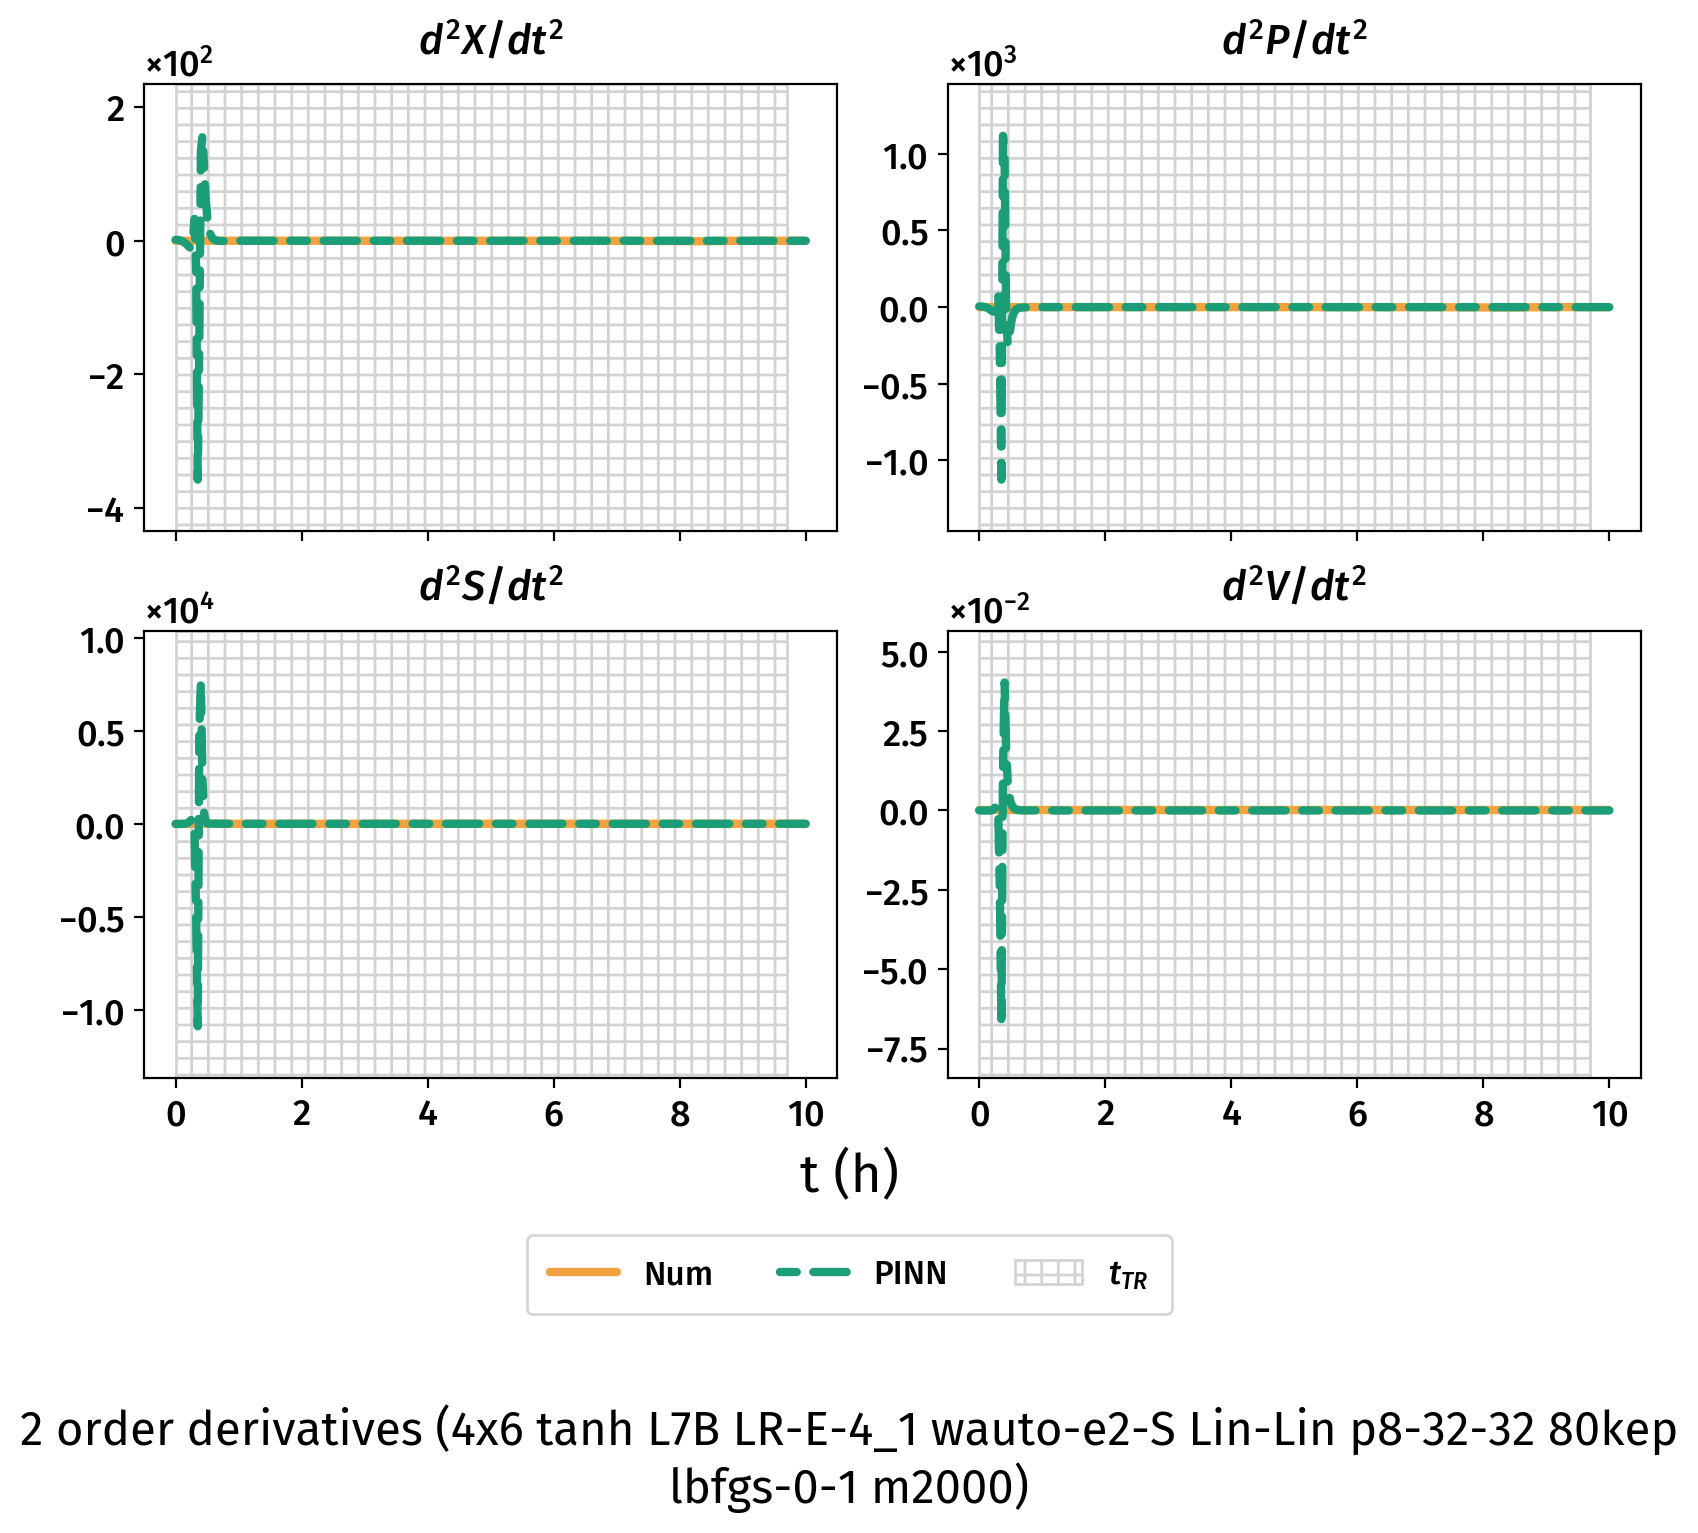 d²X/dt²
×10²
2
0
−2
−4
d²P/dt²
×10³
1.0
0.5
0.0
−0.5
−1.0
d²S/dt²
×10⁴
1.0
0.5
0.0
−0.5
−1.0
0 2 4 6 8 10
d²V/dt²
×10⁻²
5.0
2.5
0.0
−2.5
−5.0
−7.5
0 2 4 6 8 10
t (h)
Num PINN t_TR
2 order derivatives (4x6 tanh L7B LR-E-4_1 wauto-e2-S Lin-Lin p8-32-32 80kep
lbfgs-0-1 m2000)